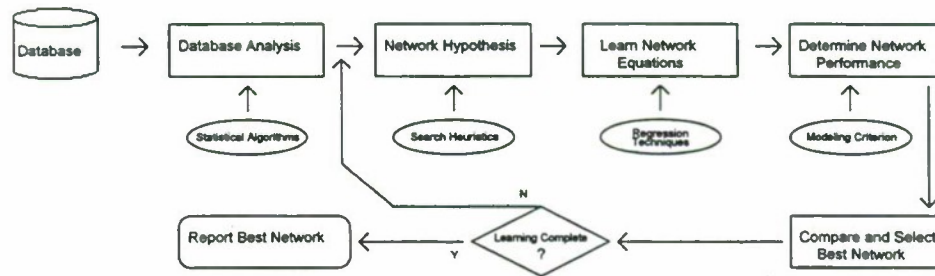 Database
Database Analysis
Network Hypothesis
Learn Network
Equations
Determine Network
Performance
Statistical Algorithms
Search Heuristics
Regression
Techniques
Modeling Criterion
N
Report Best Network
Y
Learning Complete
?
Compare and Select
Best Network